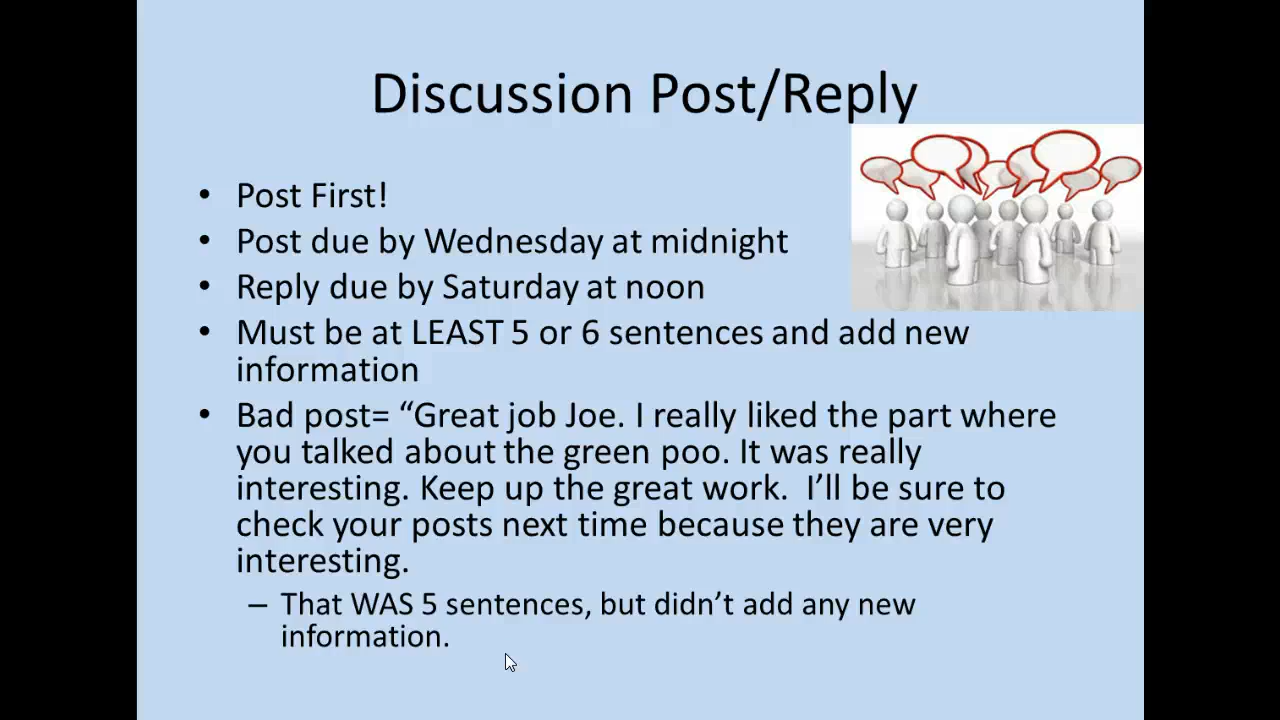 Discussion Post/Reply
• Post First!
• Post due by Wednesday at midnight
• Reply due by Saturday at noon
• Must be at LEAST 5 or 6 sentences and add new
information
• Bad post= “Great job Joe. I really liked the part where
you talked about the green poo. It was really
interesting. Keep up the great work.  I’ll be sure to
check your posts next time because they are very
interesting.
– That WAS 5 sentences, but didn’t add any new
information.